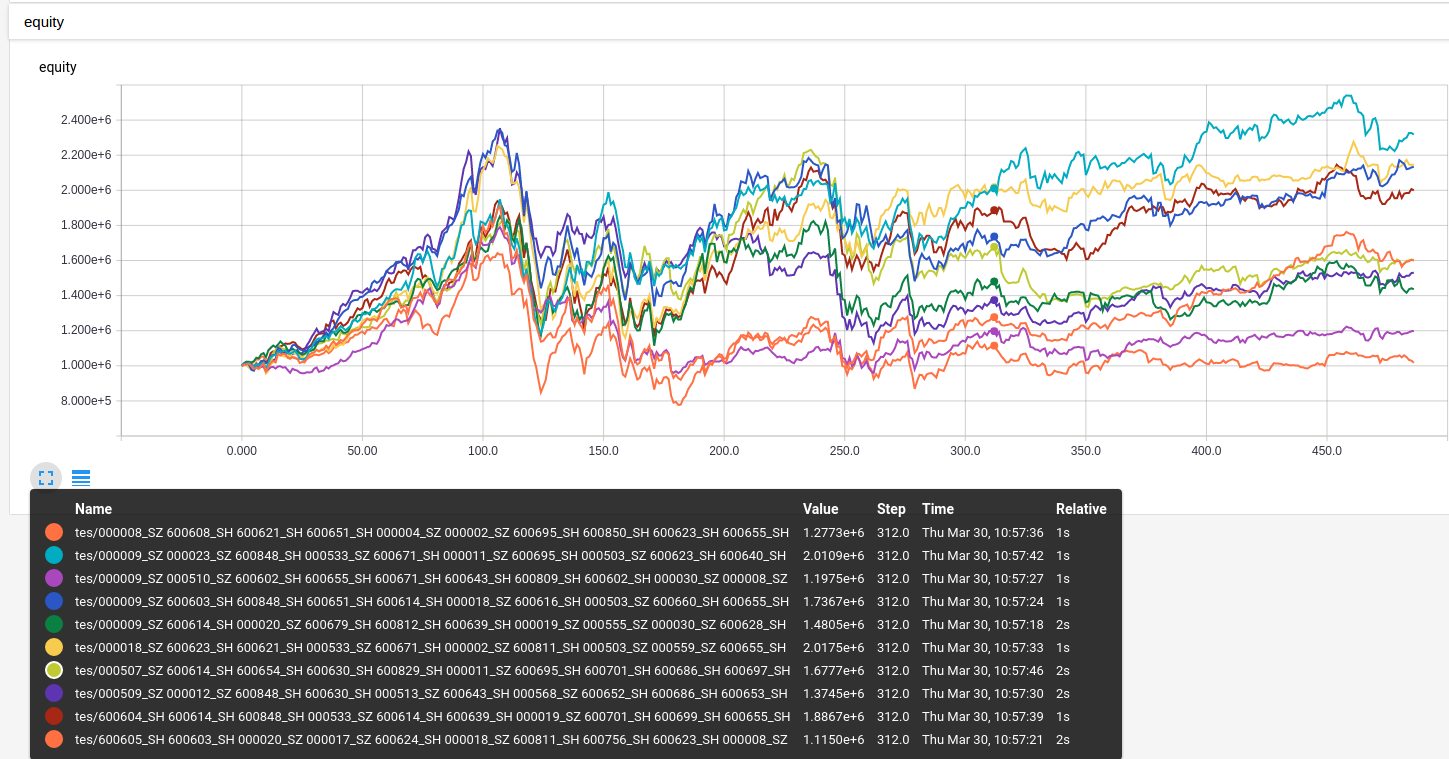 equity
equity
2.400e+6
2.200e+6
2.000e+6
1.800e+6
1.600e+6
1.400e+6
1.200e+6
1.000e+6
8.000e+5
0.000 50.00 100.0 150.0 200.0 250.0 300.0 350.0 400.0 450.0
Name Value Step Time Relative
tes/000008_SZ 600608_SH 600621_SH 600651_SH 000004_SZ 000002_SZ 600695_SH 600850_SH 600623_SH 600655_SH 1.2773e+6 312.0 Thu Mar 30, 10:57:36 1s
tes/000009_SZ 000023_SZ 600848_SH 000533_SZ 600671_SH 000011_SZ 600695_SH 000503_SZ 600623_SH 600640_SH 2.0109e+6 312.0 Thu Mar 30, 10:57:42 1s
tes/000009_SZ 000510_SZ 600602_SH 600655_SH 600671_SH 600643_SH 600809_SH 600602_SH 000030_SZ 000008_SZ 1.1975e+6 312.0 Thu Mar 30, 10:57:27 1s
tes/000009_SZ 600603_SH 600848_SH 600651_SH 600614_SH 000018_SZ 600616_SH 000503_SZ 600660_SH 600655_SH 1.7367e+6 312.0 Thu Mar 30, 10:57:24 1s
tes/000009_SZ 600614_SH 000020_SZ 600679_SH 600812_SH 600639_SH 000019_SZ 000555_SZ 000030_SZ 600628_SH 1.4805e+6 312.0 Thu Mar 30, 10:57:18 2s
tes/000018_SZ 600623_SH 600621_SH 000533_SZ 600671_SH 000002_SZ 600811_SH 000503_SZ 000559_SZ 600655_SH 2.0175e+6 312.0 Thu Mar 30, 10:57:33 1s
tes/000507_SZ 600614_SH 600654_SH 600630_SH 600829_SH 000011_SZ 600695_SH 600701_SH 600686_SH 600697_SH 1.6777e+6 312.0 Thu Mar 30, 10:57:46 2s
tes/000509_SZ 000012_SZ 600848_SH 600630_SH 000513_SZ 600643_SH 000568_SZ 600652_SH 600686_SH 600653_SH 1.3745e+6 312.0 Thu Mar 30, 10:57:30 2s
tes/600604_SH 600614_SH 600848_SH 000533_SZ 600614_SH 600639_SH 000019_SZ 600701_SH 600699_SH 600655_SH 1.8867e+6 312.0 Thu Mar 30, 10:57:39 1s
tes/600605_SH 600603_SH 000020_SZ 000017_SZ 600624_SH 000018_SZ 600811_SH 600756_SH 600623_SH 000008_SZ 1.1150e+6 312.0 Thu Mar 30, 10:57:21 2s